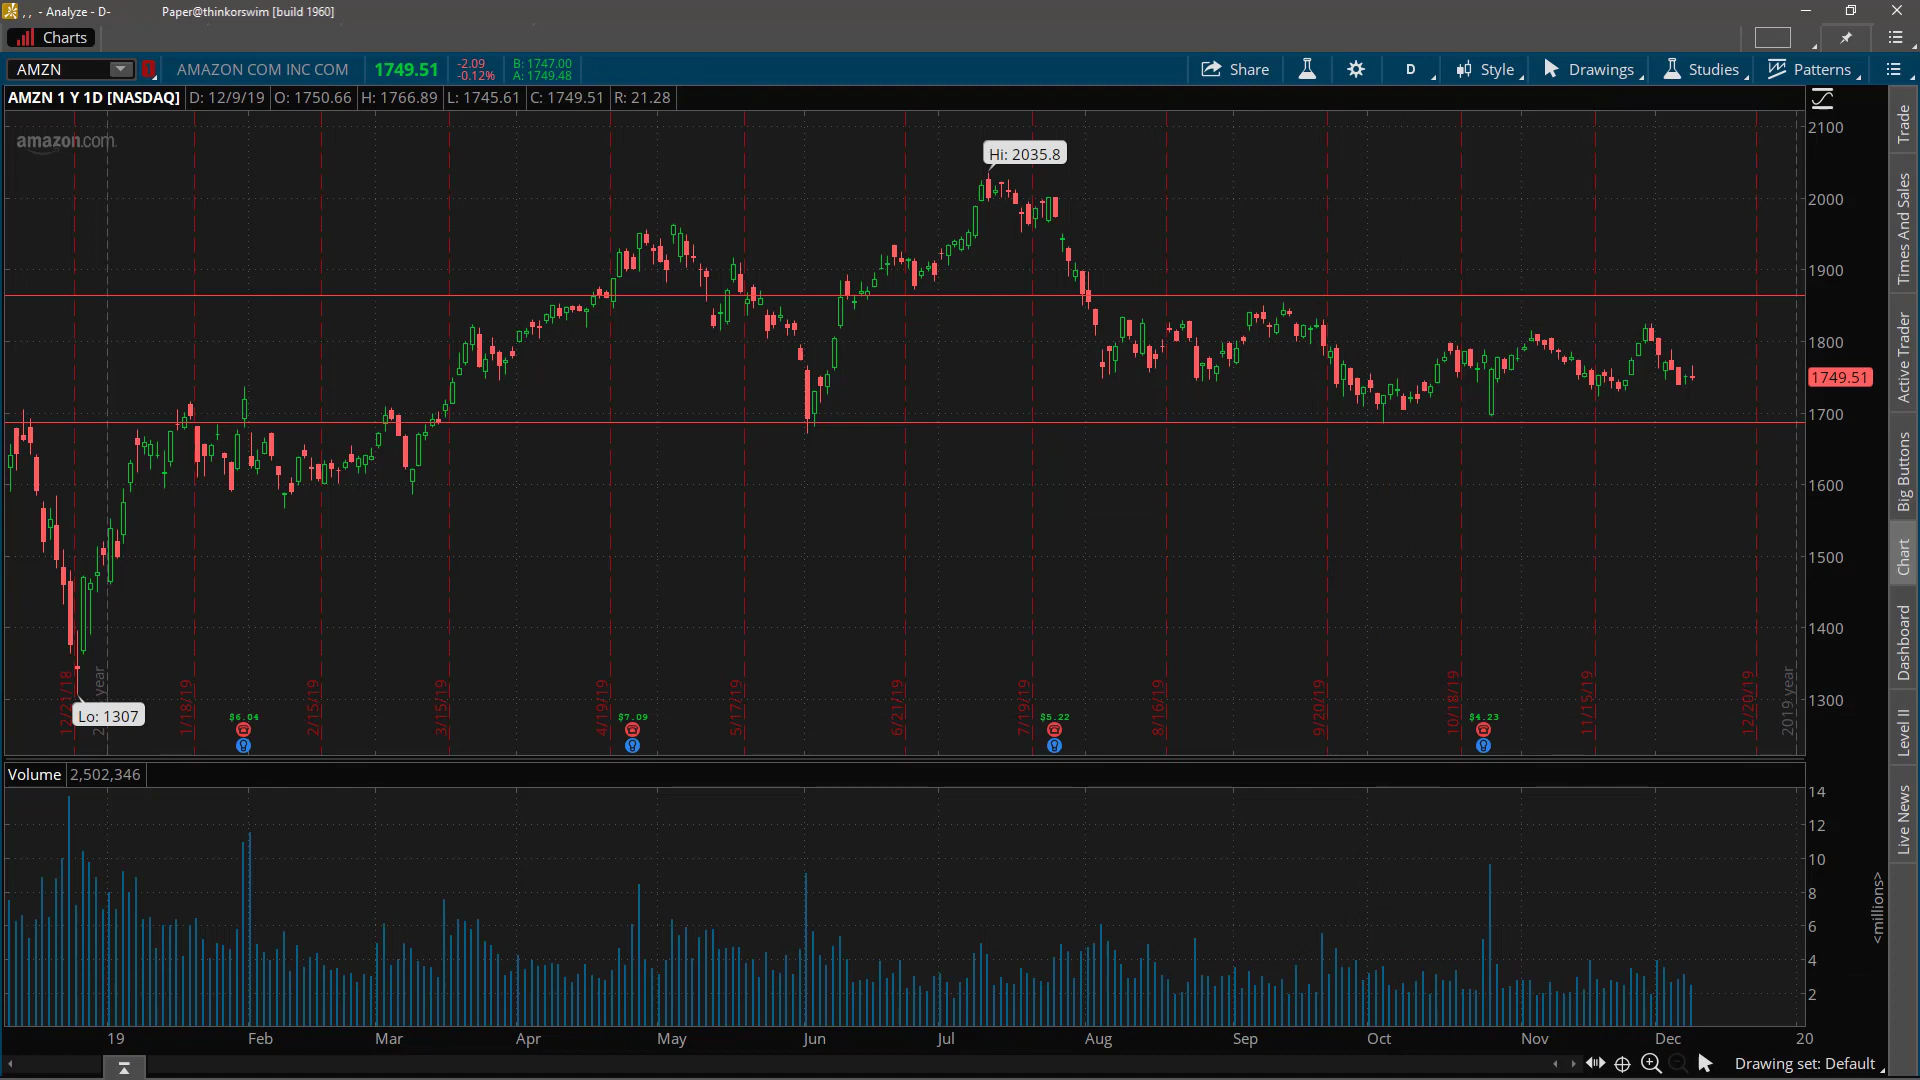 , , - Analyze - D- Paper@thinkorswim [build 1960]
Charts
AMZN AMAZON COM INC COM 1749.51 -2.09 -0.12% B: 1747.00 A: 1749.48 Share D Style Drawings Studies Patterns
AMZN 1 Y 1D [NASDAQ] D: 12/9/19 O: 1750.66 H: 1766.89 L: 1745.61 C: 1749.51 R: 21.28
amazon.com
Hi: 2035.8
2100
2000
1900
1800
1749.51
1700
1600
1500
1400
1300
Lo: 1307
12/21/18
1/18/19
2/15/19
3/15/19
4/19/19
5/17/19
6/21/19
7/19/19
8/16/19
9/20/19
10/18/19
11/15/19
12/20/19
2019 year
$6.04 $7.09 $5.22 $4.23
Volume 2,502,346
14
12
10
8
6
4
2
<millions>
19 Feb Mar Apr May Jun Jul Aug Sep Oct Nov Dec 20
Drawing set: Default
Trade
Times And Sales
Active Trader
Big Buttons
Chart
Dashboard
Level II
Live News